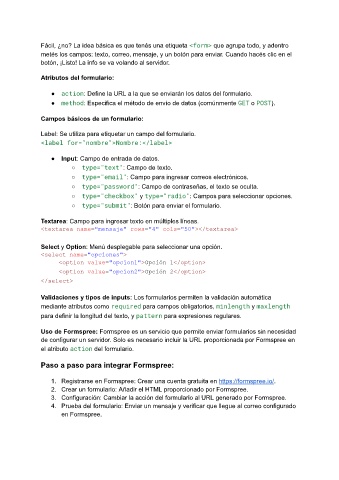 Fácil, ¿no? La idea básica es que tenés una etiqueta <form> que agrupa todo, y adentro
metés los campos: texto, correo, mensaje, y un botón para enviar. Cuando hacés clic en el
botón, ¡Listo! La info se va volando al servidor.
Atributos del formulario:
● action: Define la URL a la que se enviarán los datos del formulario.
● method: Especifica el método de envío de datos (comúnmente GET o POST).
Campos básicos de un formulario:
Label: Se utiliza para etiquetar un campo del formulario.
<label for="nombre">Nombre:</label>
● Input: Campo de entrada de datos.
○ type="text": Campo de texto.
○ type="email": Campo para ingresar correos electrónicos.
○ type="password": Campo de contraseñas, el texto se oculta.
○ type="checkbox" y type="radio": Campos para seleccionar opciones.
○ type="submit": Botón para enviar el formulario.
Textarea: Campo para ingresar texto en múltiples líneas.
<textarea name="mensaje" rows="4" cols="50"></textarea>
Select y Option: Menú desplegable para seleccionar una opción.
<select name="opciones">
<option value="opcion1">Opción 1</option>
<option value="opcion2">Opción 2</option>
</select>
Validaciones y tipos de inputs: Los formularios permiten la validación automática
mediante atributos como required para campos obligatorios, minlength y maxlength
para definir la longitud del texto, y pattern para expresiones regulares.
Uso de Formspree: Formspree es un servicio que permite enviar formularios sin necesidad
de configurar un servidor. Solo es necesario incluir la URL proporcionada por Formspree en
el atributo action del formulario.
Paso a paso para integrar Formspree:
1. Registrarse en Formspree: Crear una cuenta gratuita en https://formspree.io/.
2. Crear un formulario: Añadir el HTML proporcionado por Formspree.
3. Configuración: Cambiar la acción del formulario al URL generado por Formspree.
4. Prueba del formulario: Enviar un mensaje y verificar que llegue al correo configurado
en Formspree.